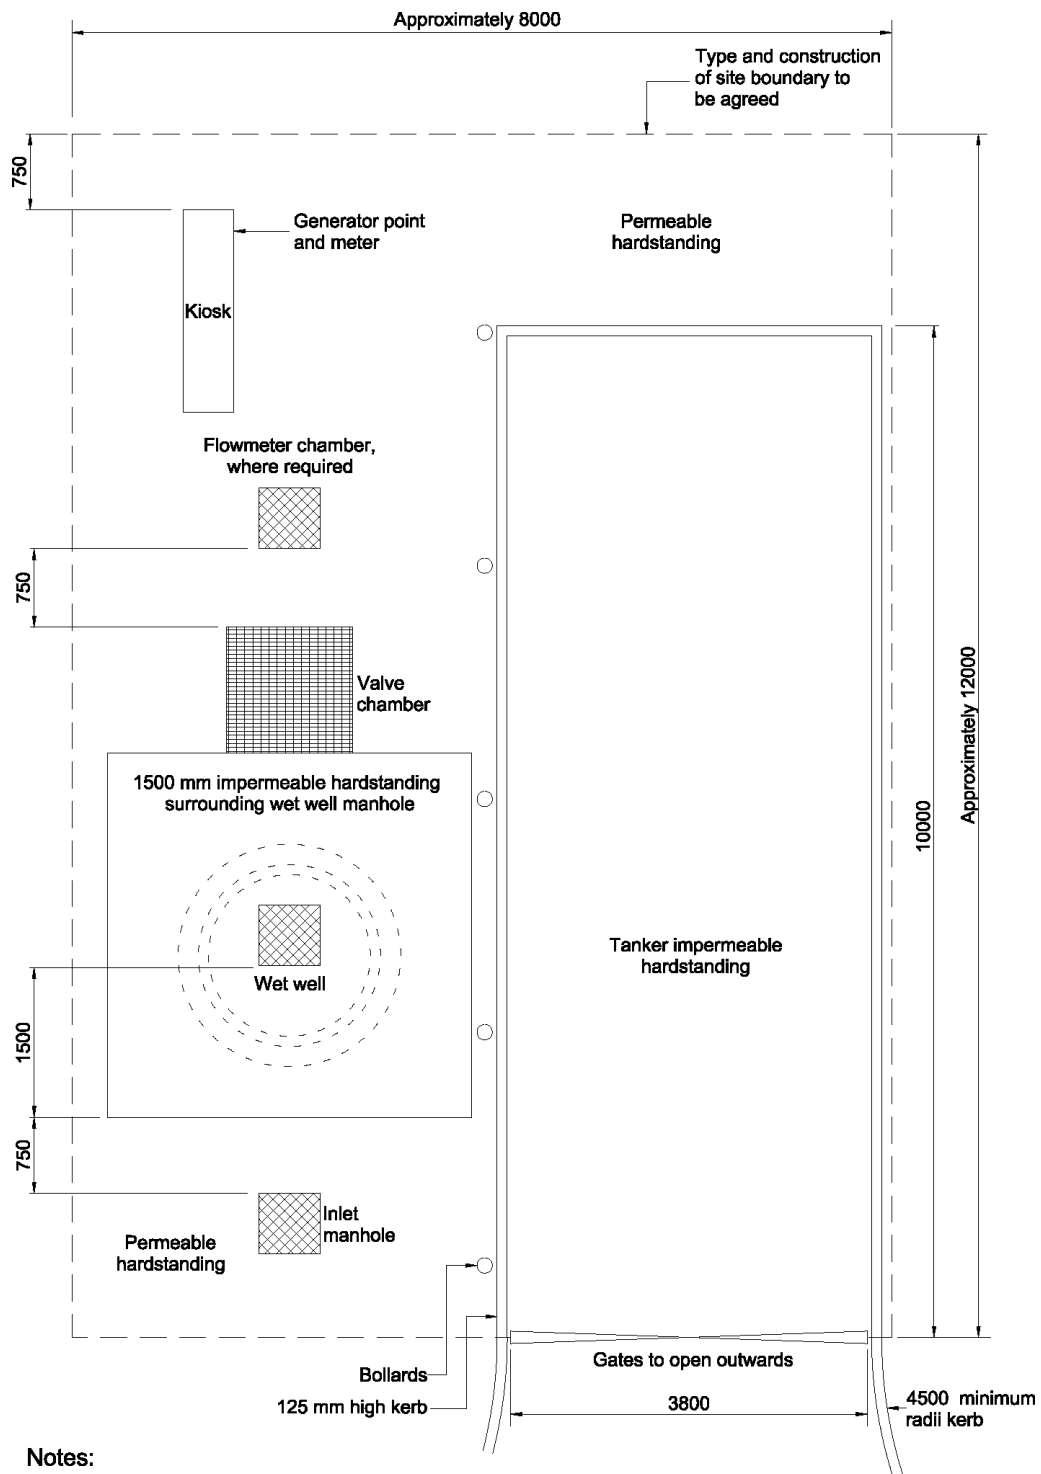 Approximately 8000
Type and construction
of site boundary to
be agreed
750
Generator point
and meter
Permeable
hardstanding
Kiosk
Flowmeter chamber,
where required
750
Valve
chamber
Approximately 12000
10000
1500 mm impermeable hardstanding
surrounding wet well manhole
Tanker impermeable
hardstanding
Wet well
1500
750
Inlet
manhole
Permeable
hardstanding
Gates to open outwards
Bollards
125 mm high kerb
3800
4500 minimum
radii kerb
Notes: